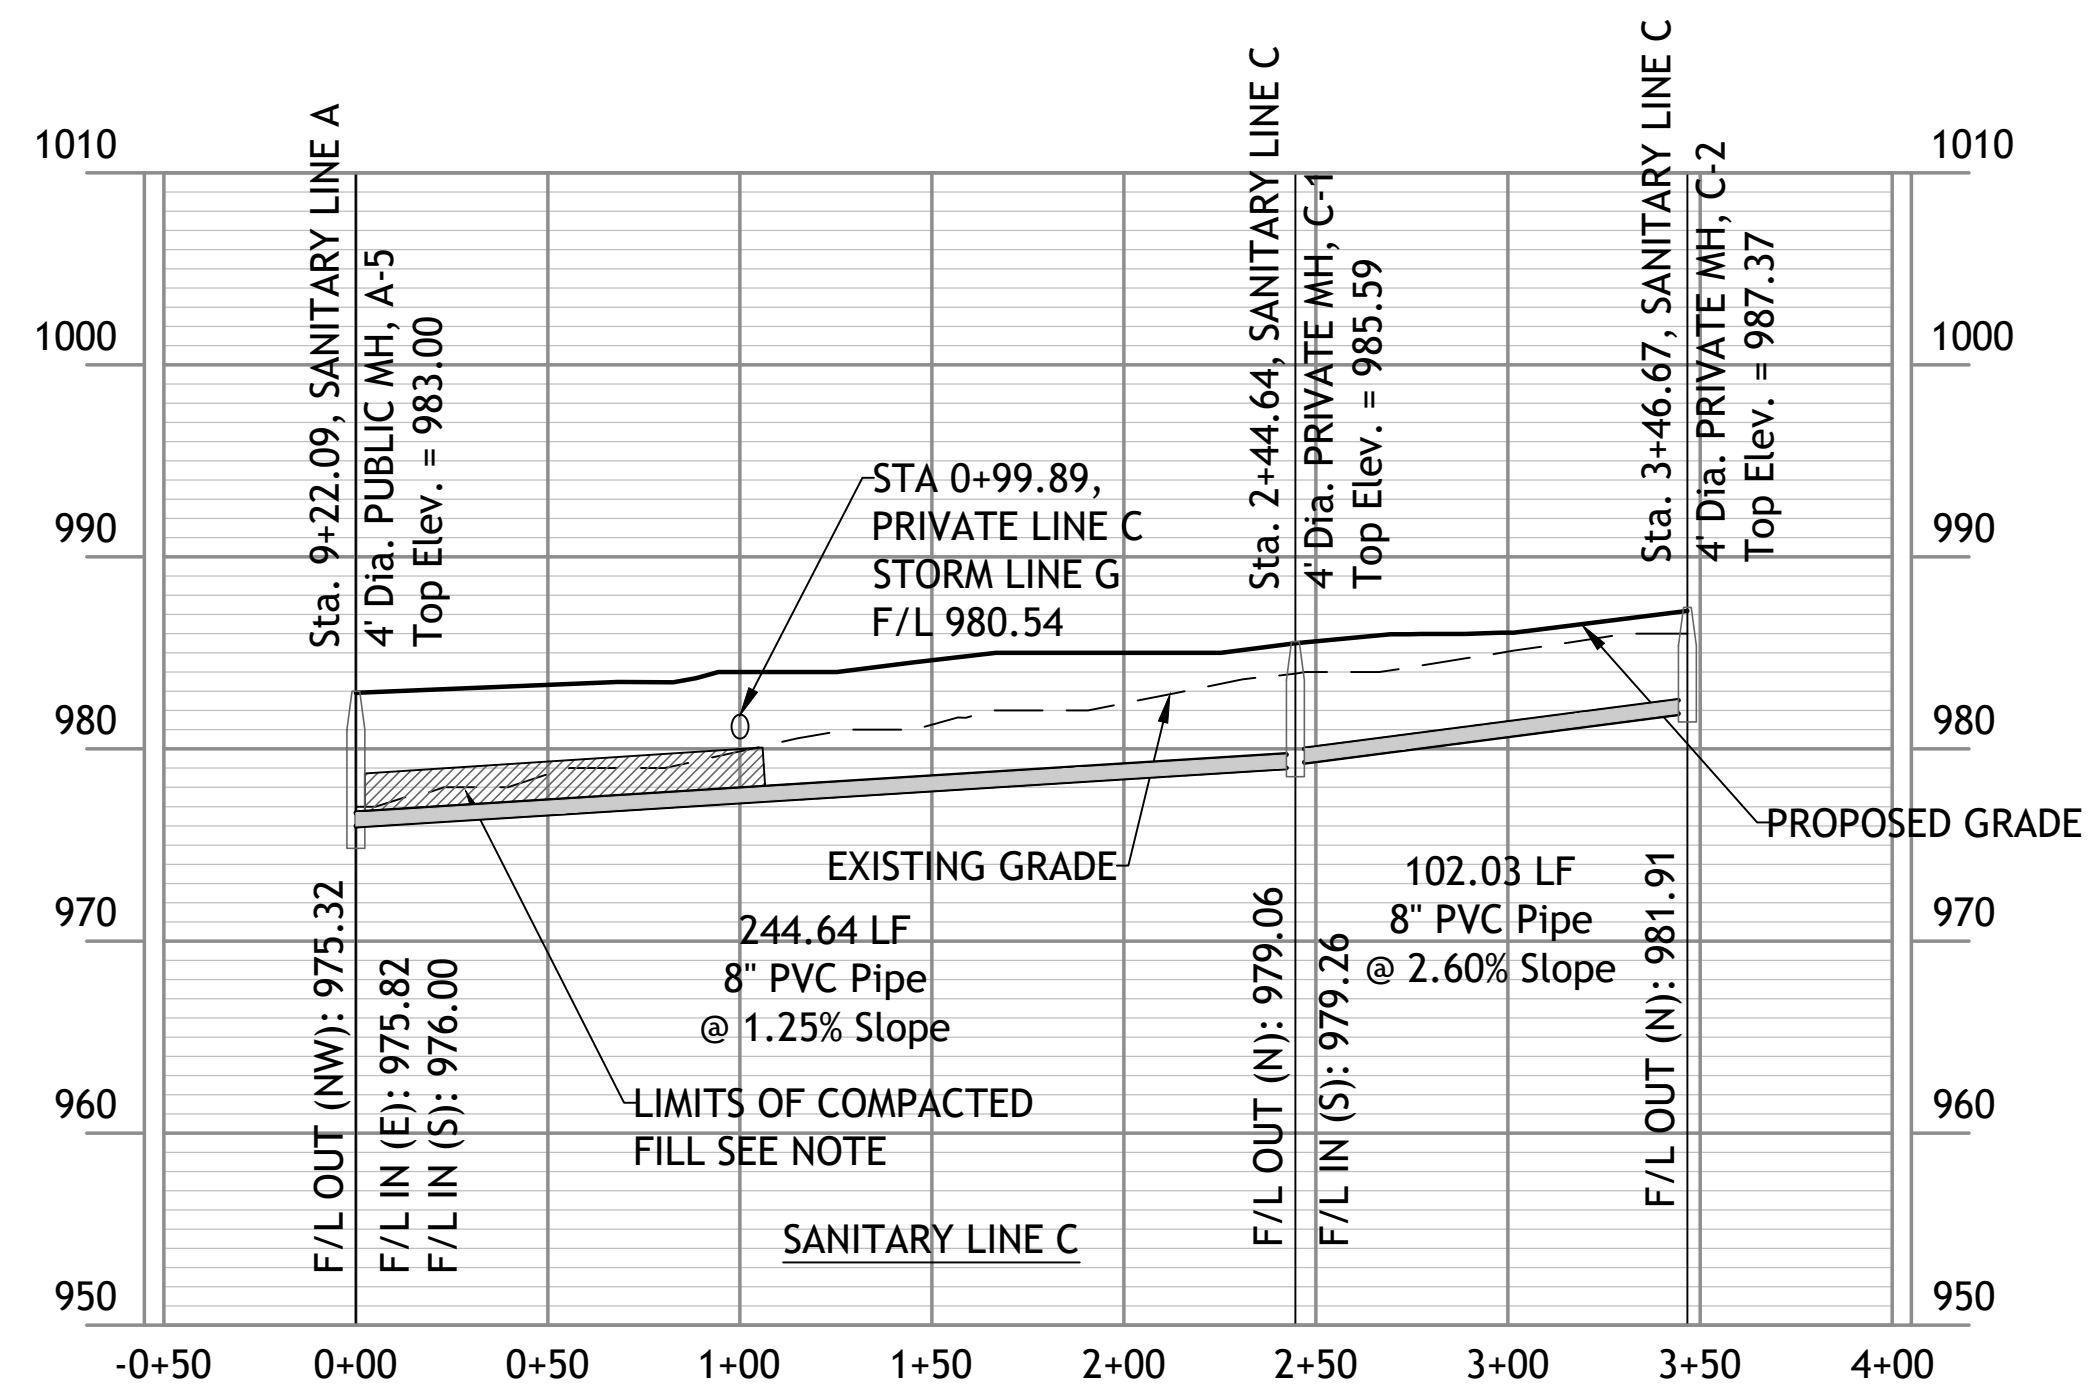 Sta. 9+22.09, SANITARY LINE A
4' Dia. PUBLIC MH, A-5
Top Elev. = 983.00
Sta. 2+44.64, SANITARY LINE C
4' Dia. PRIVATE MH, C-1
Top Elev. = 985.59
Sta. 3+46.67, SANITARY LINE C
4' Dia. PRIVATE MH, C-2
Top Elev. = 987.37
1010
1000
990
980
970
960
950
1010
1000
990
980
970
960
950
STA 0+99.89,
PRIVATE LINE C
STORM LINE G
F/L 980.54
PROPOSED GRADE
EXISTING GRADE
244.64 LF
8" PVC Pipe
@ 1.25% Slope
102.03 LF
8" PVC Pipe
@ 2.60% Slope
LIMITS OF COMPACTED
FILL SEE NOTE
F/L OUT (NW): 975.32
F/L IN (E): 975.82
F/L IN (S): 976.00
F/L OUT (N): 979.06
F/L IN (S): 979.26
F/L OUT (N): 981.91
SANITARY LINE C
-0+50
0+00
0+50
1+00
1+50
2+00
2+50
3+00
3+50
4+00